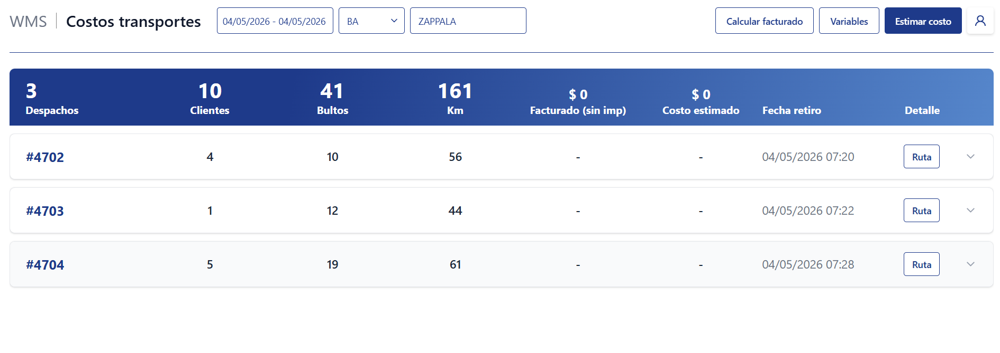 WMS Costos transportes 04/05/2026 - 04/05/2026 BA ZAPPALA Calcular facturado Variables Estimar costo
3 10 41 161 $ 0 $ 0
Despachos Clientes Bultos Km Facturado (sin imp) Costo estimado Fecha retiro Detalle
#4702 4 10 56 - - 04/05/2026 07:20 Ruta
#4703 1 12 44 - - 04/05/2026 07:22 Ruta
#4704 5 19 61 - - 04/05/2026 07:28 Ruta